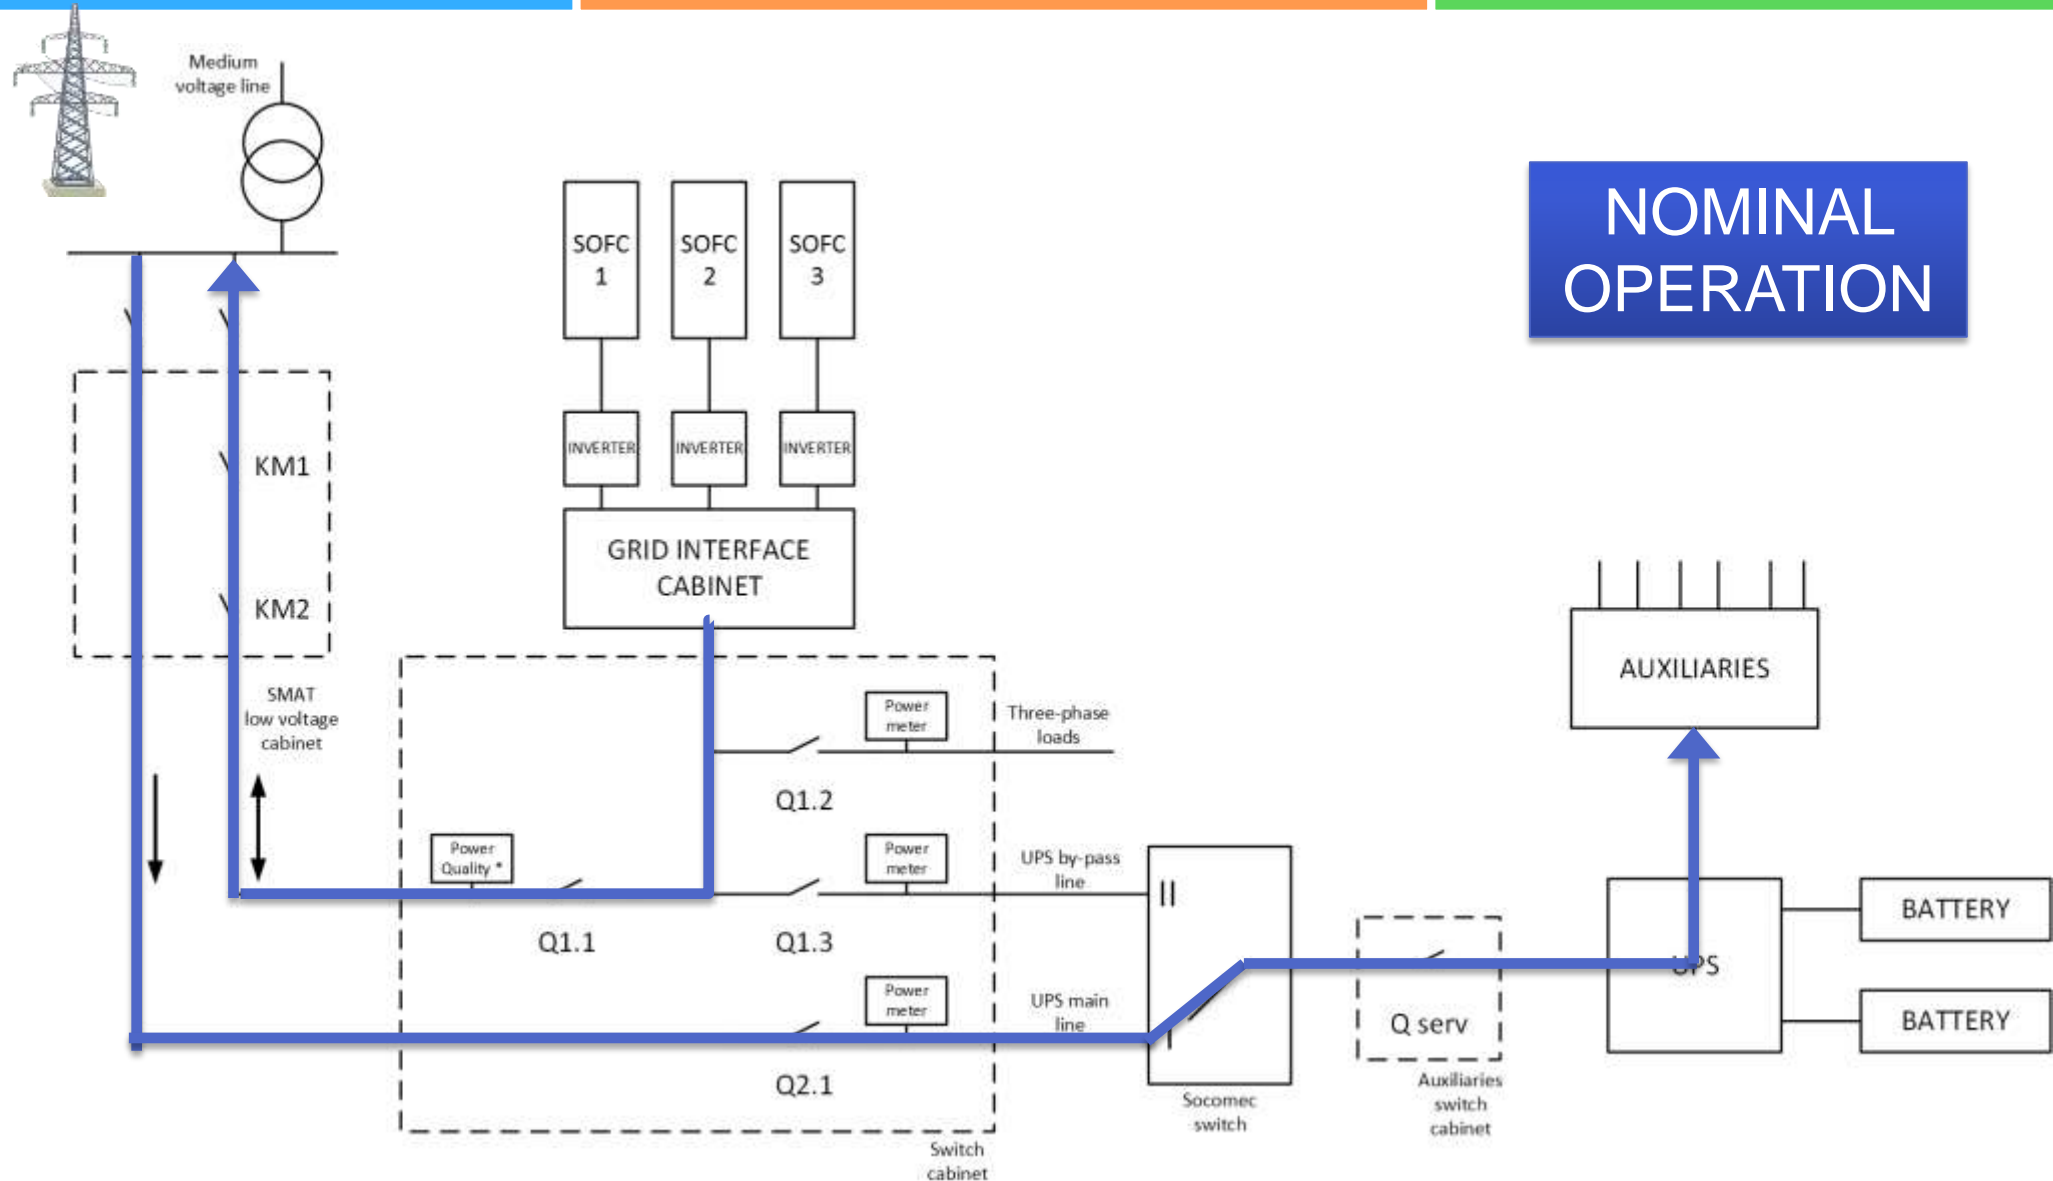 Medium
voltage line
NOMINAL
OPERATION
SOFC
1
SOFC
2
SOFC
3
INVERTER
INVERTER
INVERTER
KM1
KM2
GRID INTERFACE
CABINET
AUXILIARIES
SMAT
low voltage
cabinet
Power
meter
Three-phase
loads
Q1.2
Power
Quality *
Power
meter
UPS by-pass
line
Q1.1
Q1.3
II
BATTERY
UPS
Power
meter
UPS main
line
I
Q serv
BATTERY
Q2.1
Socomec
switch
Auxiliaries
switch
cabinet
Switch
cabinet